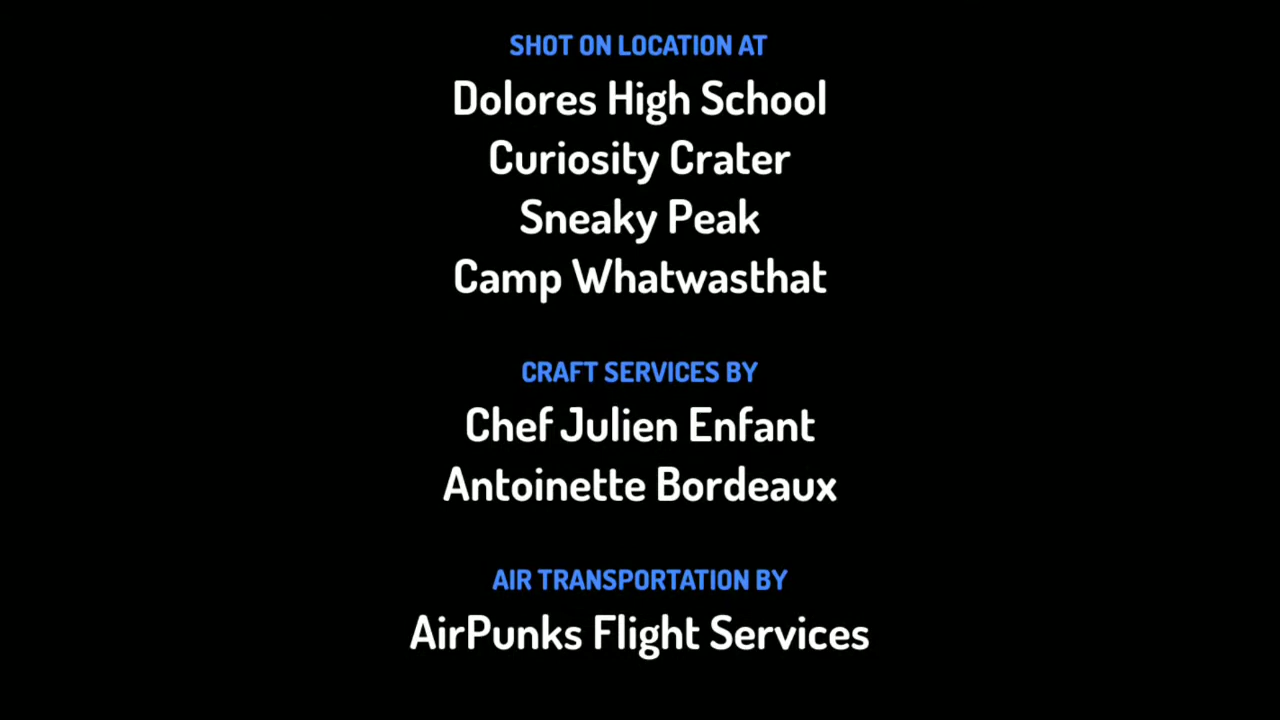 SHOT ON LOCATION AT
Dolores High School
Curiosity Crater
Sneaky Peak
Camp Whatwasthat
CRAFT SERVICES BY
Chef Julien Enfant
Antoinette Bordeaux
AIR TRANSPORTATION BY
AirPunks Flight Services